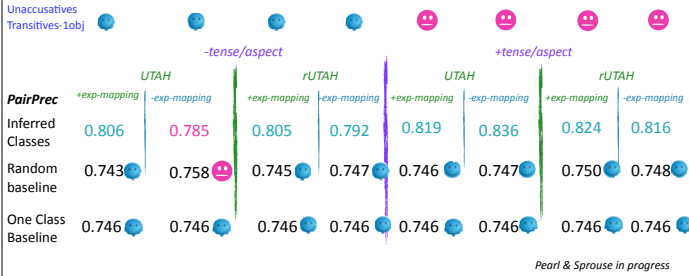 Unaccusatives
Transitives-1obj
-tense/aspect +tense/aspect
UTAH rUTAH UTAH rUTAH
PairPrec +exp-mapping -exp-mapping +exp-mapping -exp-mapping +exp-mapping -exp-mapping +exp-mapping -exp-mapping
Inferred
Classes 0.806 0.785 0.805 0.792 0.819 0.836 0.824 0.816
Random
baseline 0.743 0.758 0.745 0.747 0.746 0.747 0.750 0.748
One Class
Baseline 0.746 0.746 0.746 0.746 0.746 0.746 0.746 0.746
Pearl & Sprouse in progress